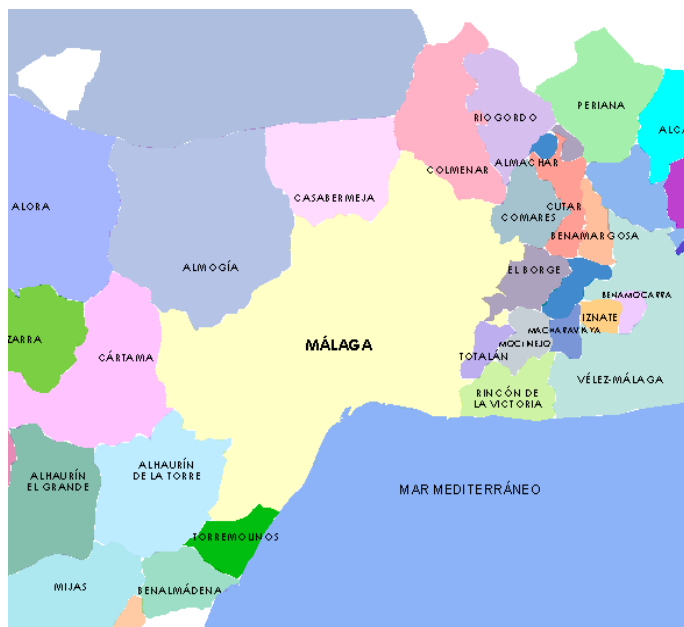 PERIANA
RIOGORDO
ALCA
ALMACHAR
COLMENAR
CASABERMEJA
ALORA
CUTAR
COMARES
BENAMARGOSA
ALMOGÍA
EL BORGE
BENAMOCARRA
IZNATE
MACHARAVIAYA
ZARRA
MÁLAGA
MOCLINEJO
CÁRTAMA
TOTALÁN
VÉLEZ-MÁLAGA
RINCÓN DE
LA VICTORIA
ALHAURÍN
DE LA TORRE
ALHAURÍN
EL GRANDE
MAR MEDITERRÁNEO
TORREMOLINOS
MIJAS
BENALMÁDENA